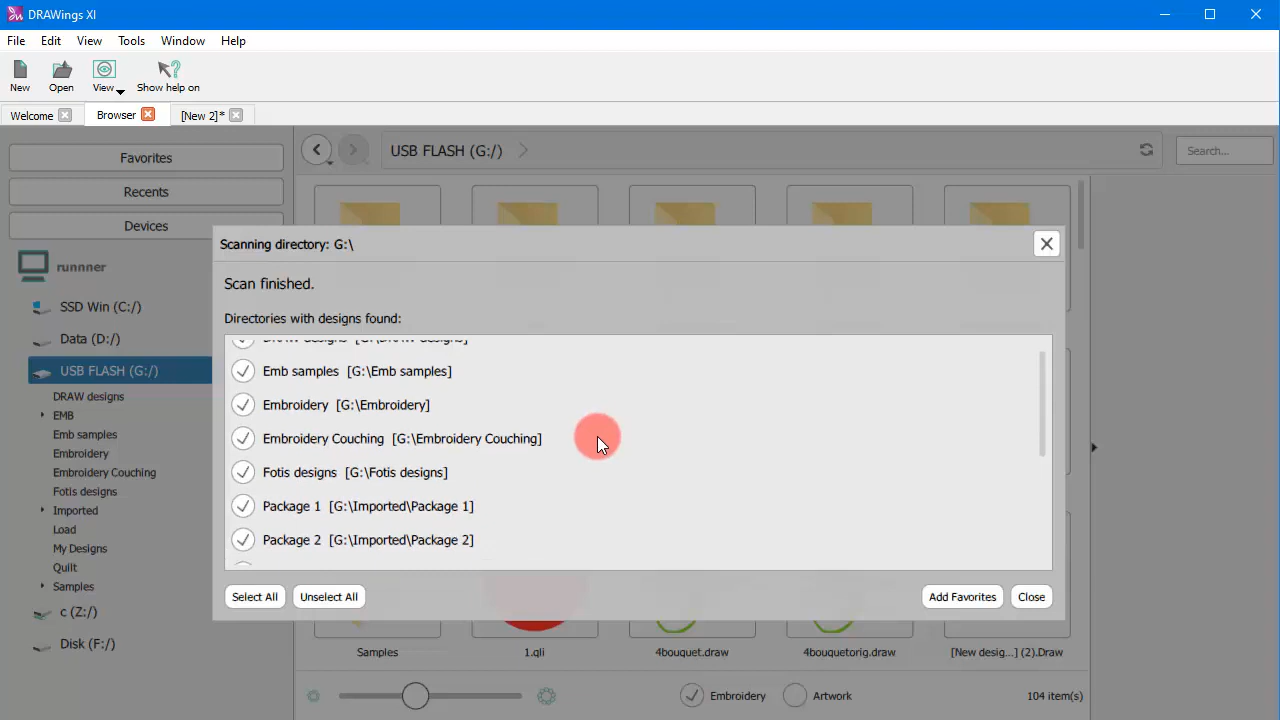 DRAWings XI
File Edit View Tools Window Help
New Open View Show help on
Welcome Browser [New 2]*
Favorites
Recents
Devices
runnner
SSD Win (C:/)
Data (D:/)
USB FLASH (G:/)
DRAW designs
EMB
Emb samples
Embroidery
Embroidery Couching
Fotis designs
Imported
Load
My Designs
Quilt
Samples
c (Z:/)
Disk (F:/)
USB FLASH (G:/)
Search...
Scanning directory: G:\
Scan finished.
Directories with designs found:
DRAW designs [G:\DRAW designs]
Emb samples [G:\Emb samples]
Embroidery [G:\Embroidery]
Embroidery Couching [G:\Embroidery Couching]
Fotis designs [G:\Fotis designs]
Package 1 [G:\Imported\Package 1]
Package 2 [G:\Imported\Package 2]
Select All Unselect All Add Favorites Close
Samples 1.qli 4bouquet.draw 4bouquetorig.draw [New desig...] (2).Draw
Embroidery Artwork 104 item(s)